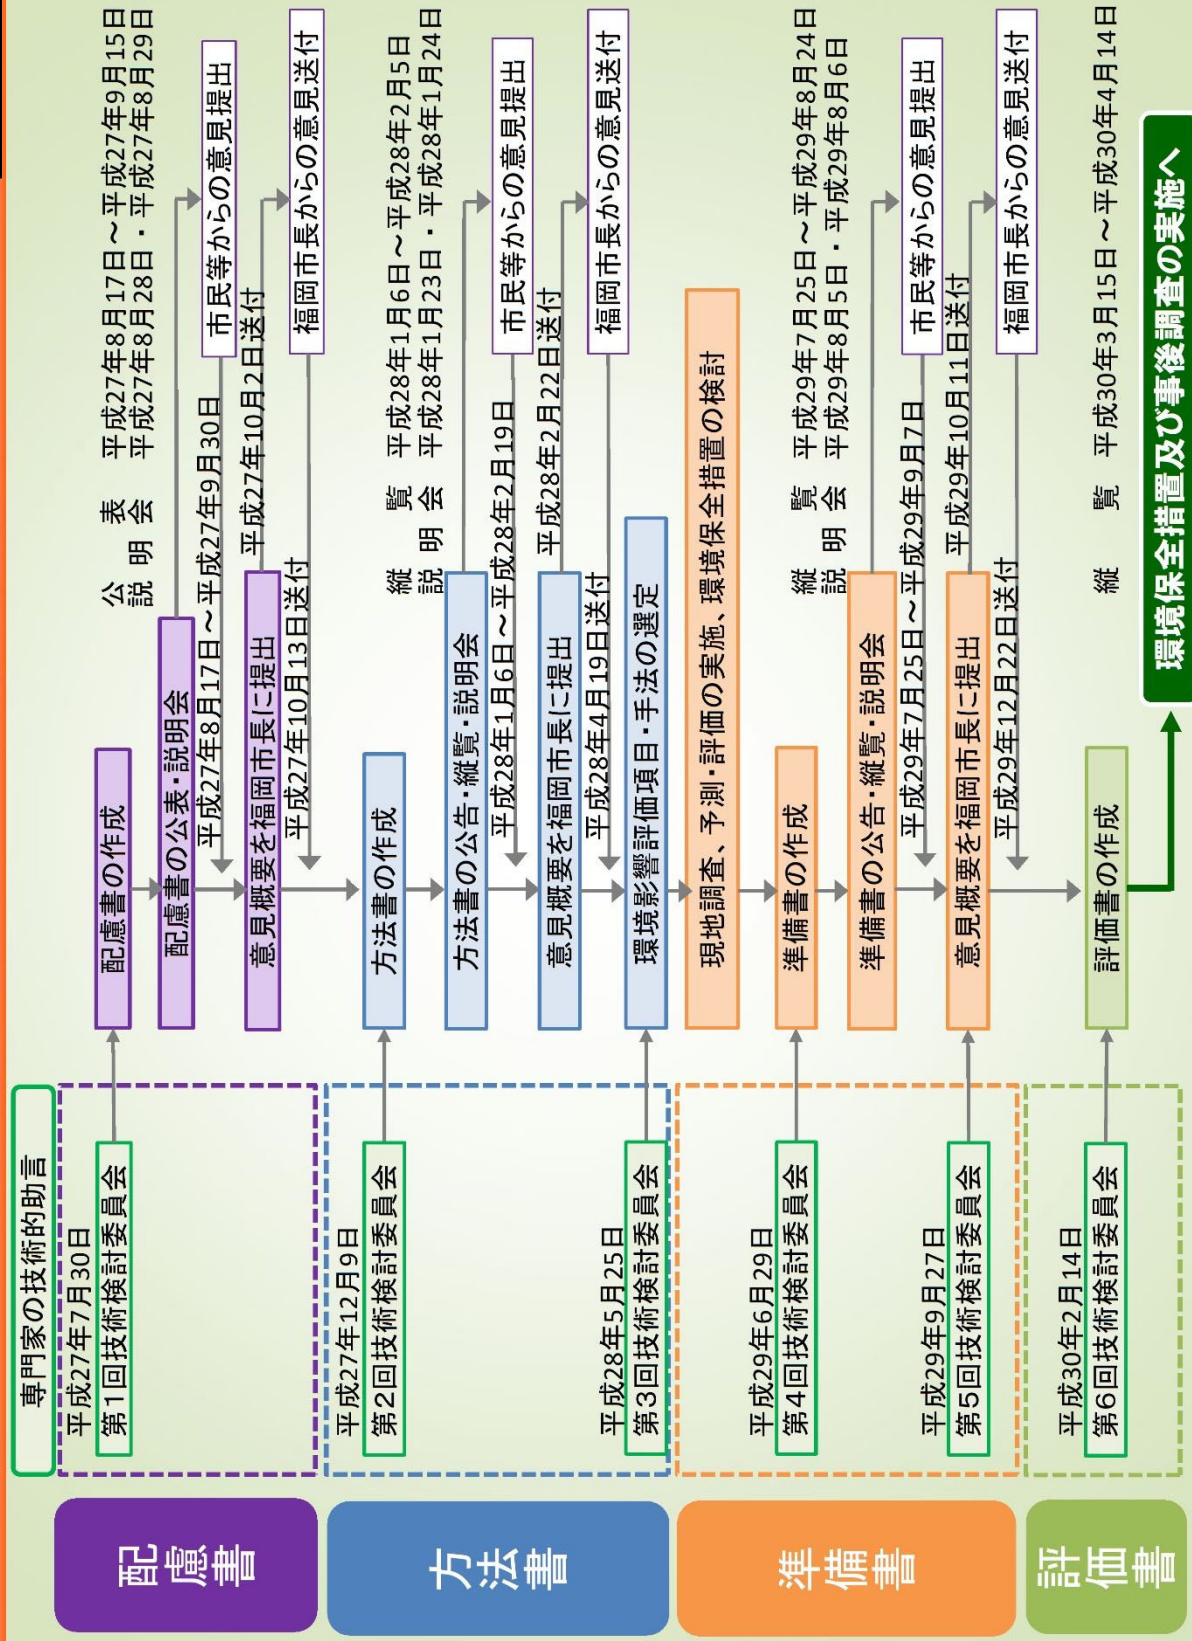 専門家の技術的助言
配慮書
平成27年7月30日
第1回技術検討委員会
配慮書の作成
配慮書の公表・説明会
公表 平成27年8月17日～平成27年9月15日
説明会 平成27年8月28日・平成27年8月29日
市民等からの意見提出
平成27年8月17日～平成27年9月30日
意見概要を福岡市長に提出
平成27年10月2日送付
福岡市長からの意見送付
平成27年10月13日送付
方法書
平成27年12月9日
第2回技術検討委員会
方法書の作成
方法書の公告・縦覧・説明会
縦覧 平成28年1月6日～平成28年2月5日
説明会 平成28年1月23日・平成28年1月24日
市民等からの意見提出
平成28年1月6日～平成28年2月19日
意見概要を福岡市長に提出
平成28年2月22日送付
福岡市長からの意見送付
平成28年4月19日送付
平成28年5月25日
第3回技術検討委員会
環境影響評価項目・手法の選定
準備書
現地調査、予測・評価の実施、環境保全措置の検討
平成29年6月29日
第4回技術検討委員会
準備書の作成
準備書の公告・縦覧・説明会
縦覧 平成29年7月25日～平成29年8月24日
説明会 平成29年8月5日・平成29年8月6日
市民等からの意見提出
平成29年7月25日～平成29年9月7日
平成29年9月27日
第5回技術検討委員会
意見概要を福岡市長に提出
平成29年10月11日送付
福岡市長からの意見送付
平成29年12月22日送付
評価書
平成30年2月14日
第6回技術検討委員会
評価書の作成
縦覧 平成30年3月15日～平成30年4月14日
環境保全措置及び事後調査の実施へ